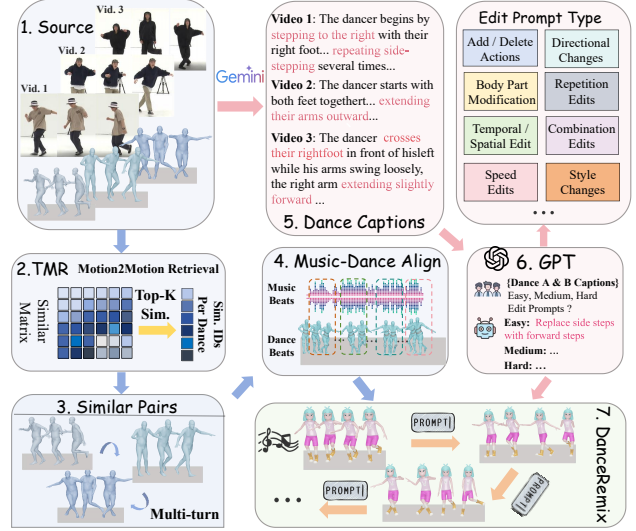 1. Source
Vid. 3
Vid. 2
Vid. 1
Gemini
Video 1: The dancer begins by
stepping to the right with their
right foot... repeating side-
stepping several times...
Video 2: The dancer starts with
both feet togethert... extending
their arms outward...
Video 3: The dancer crosses
their rightfoot in front of hisleft
while his arms swing loosely,
the right arm extending slightly
forward ...
5. Dance Captions
Edit Prompt Type
Add / Delete
Actions
Directional
Changes
Body Part
Modification
Repetition
Edits
Temporal /
Spatial Edit
Combination
Edits
Speed
Edits
Style
Changes
...
2.TMR
Motion2Motion Retrieval
Similar
Matrix
Top-K
Sim.
Sim. IDs
Per Dance
3. Similar Pairs
Multi-turn
4. Music-Dance Align
Music
Beats
Dance
Beats
6. GPT
{Dance A & B Captions}
Easy, Medium, Hard
Edit Prompts ?
Easy: Replace side steps
with forward steps
Medium: ...
Hard: ...
7. DanceRemix
PROMPT
PROMPT
PROMPT
...